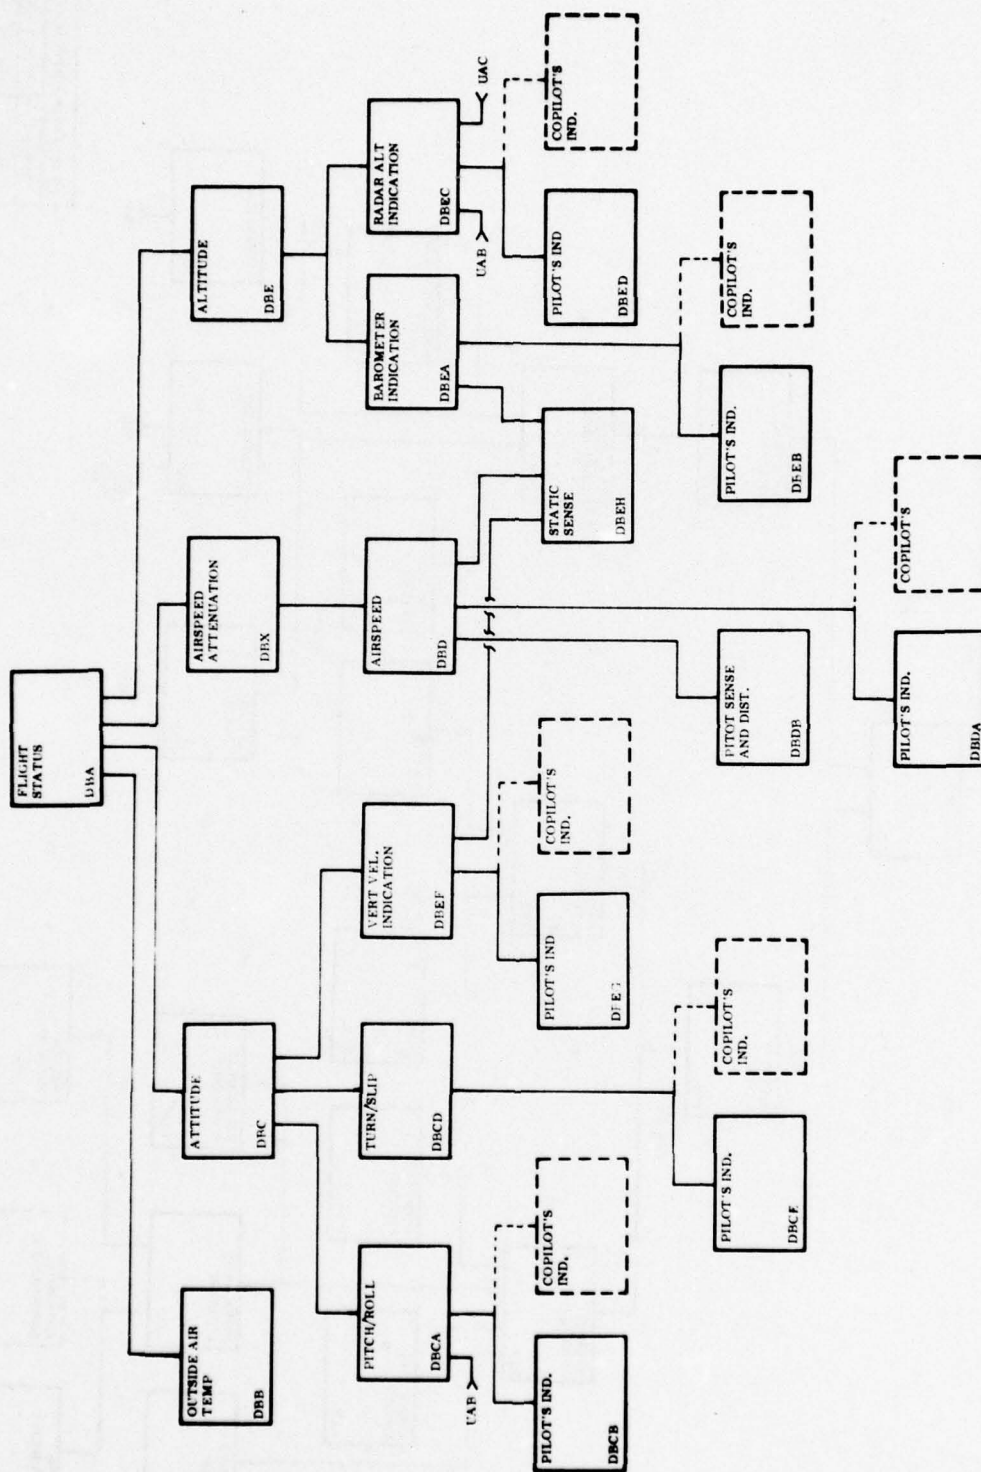 FLIGHT
STATUS
DBA
OUTSIDE AIR
TEMP
DBB
ATTITUDE
DBC
AIRSPEED
ATTENUATION
DBX
ALTITUDE
DBE
PITCH/ROLL
DBCA
UAB
TURN/SLIP
DBCD
VERT VEL.
INDICATION
DBEF
AIRSPEED
DBD
BAROMETER
INDICATION
DBEA
RADAR ALT
INDICATION
DBEC
UAB
UAC
PILOT'S IND.
DBCB
COPILOT'S
IND.
PILOT'S IND
COPILOT'S
IND.
STATIC
SENSE
DBEH
PILOT'S IND
DBED
COPILOT'S
IND.
PILOT'S IND.
DBCE
COPILOT'S
IND.
PITOT SENSE
AND DIST.
DBDB
PILOT'S IND.
DBEB
COPILOT'S
IND.
PILOT'S IND.
DBDA
COPILOT'S